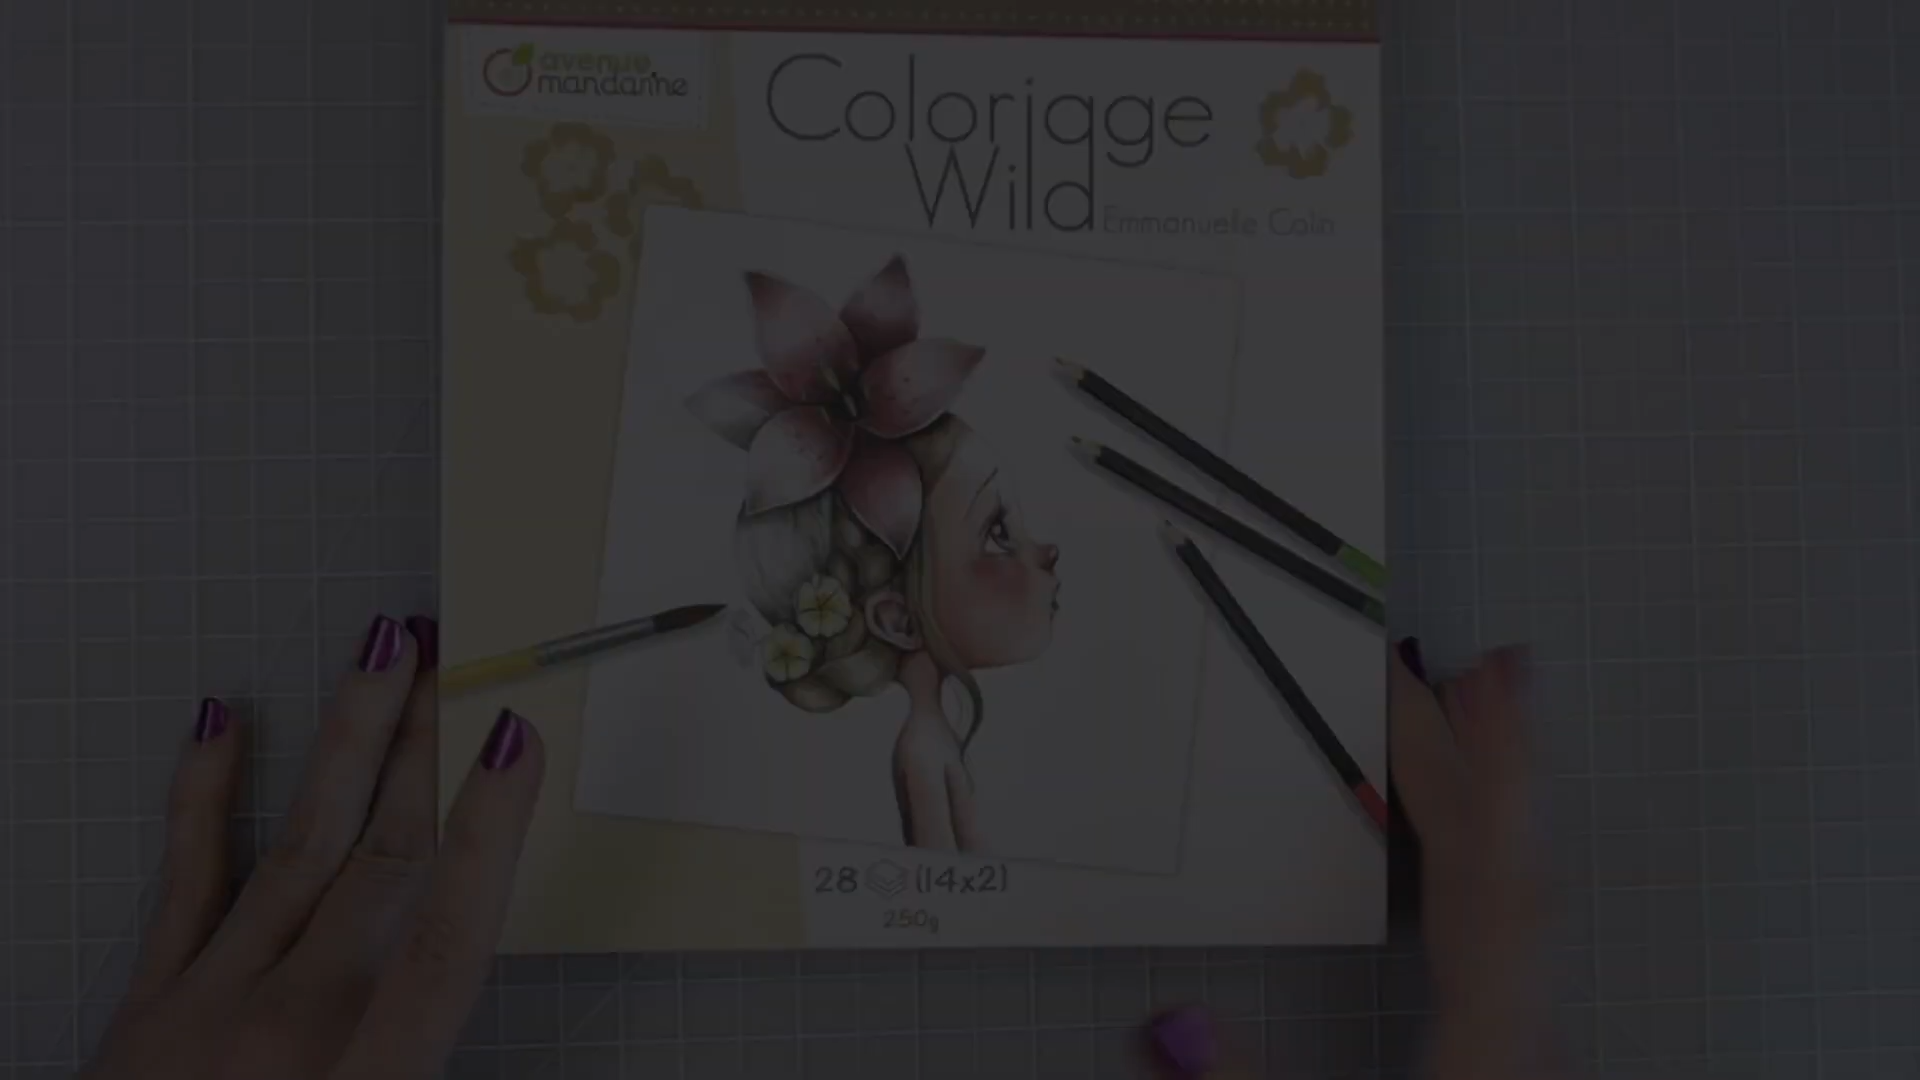 avenue
mandarine
Coloriage
Wild
Emmanuelle Colin
28 (14x2)
250g